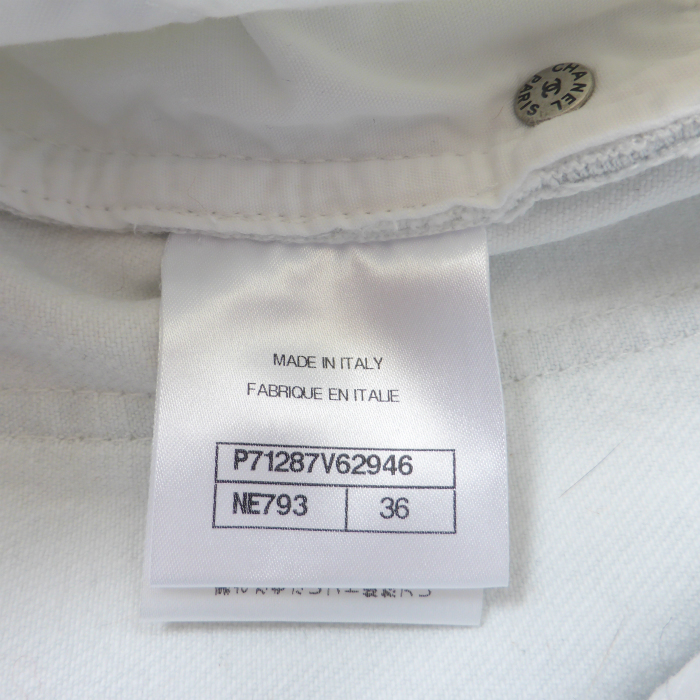 CHANEL
PARIS
MADE IN ITALY
FABRIQUE EN ITALIE
P71287V62946
NE793 36